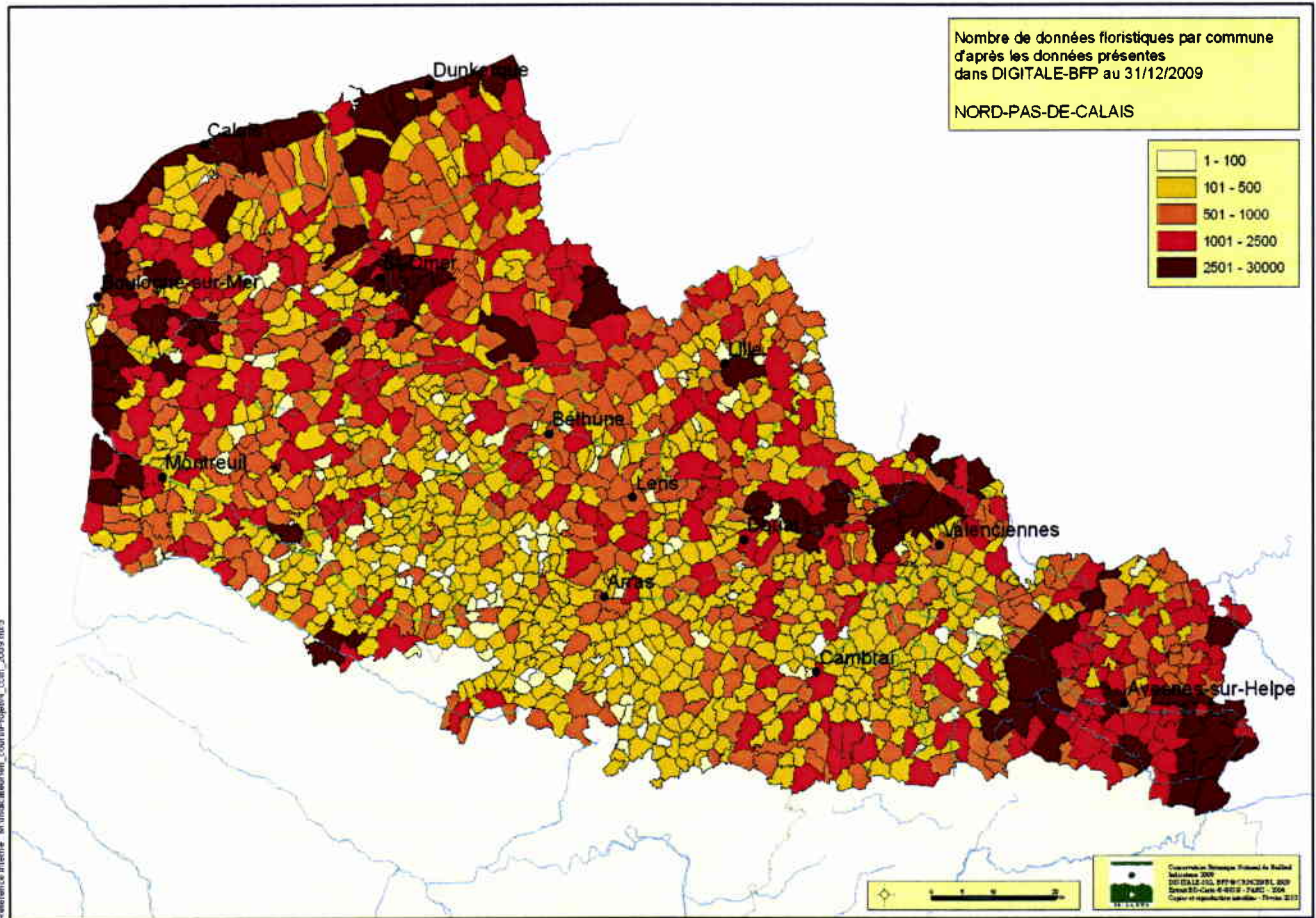 Nombre de données floristiques par commune
d'après les données présentes
dans DIGITALE-BFP au 31/12/2009
NORD-PAS-DE-CALAIS
1 - 100
101 - 500
501 - 1000
1001 - 2500
2501 - 30000
Dunkerque
Calais
St-Omer
Boulogne-sur-Mer
Lille
Béthune
Montreuil
Lens
Douai
Valenciennes
Arras
Cambrai
Avesnes-sur-Helpe